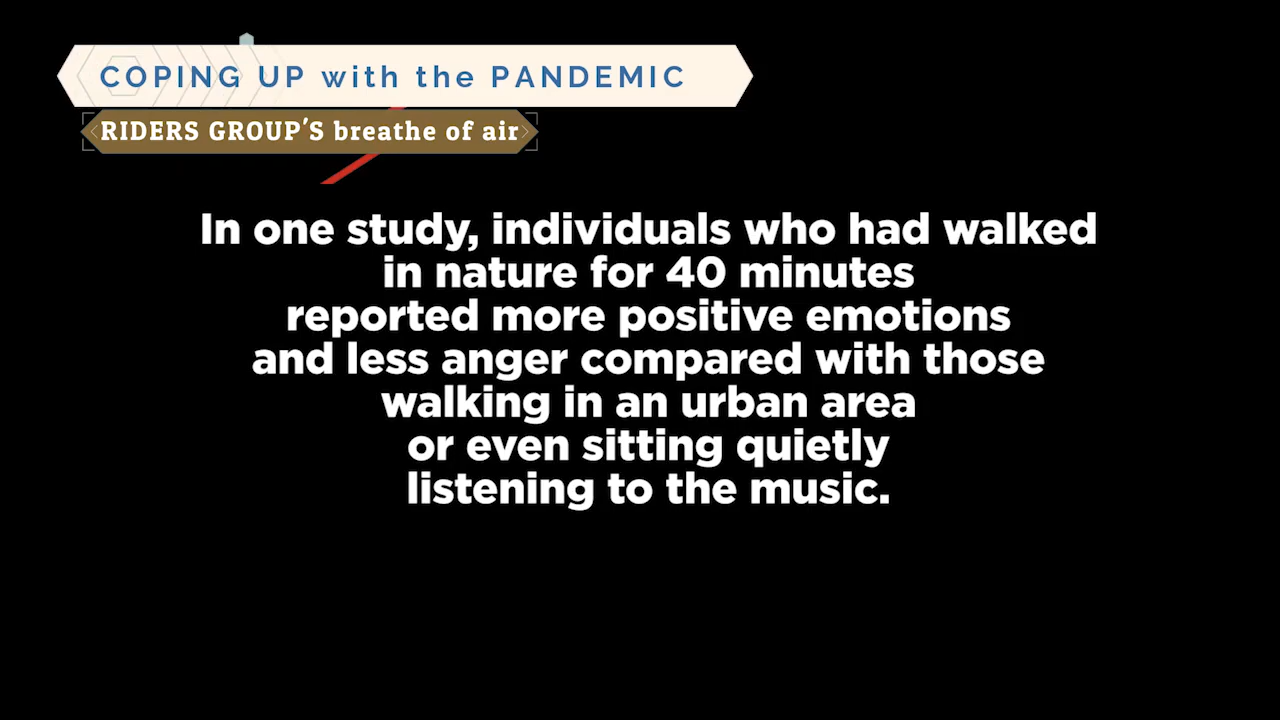 COPING UP with the PANDEMIC
RIDERS GROUP'S breathe of air
In one study, individuals who had walked
in nature for 40 minutes
reported more positive emotions
and less anger compared with those
walking in an urban area
or even sitting quietly
listening to the music.